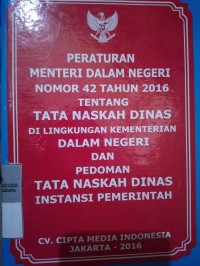 PERATURAN
MENTERI DALAM NEGERI
NOMOR 42 TAHUN 2016
TENTANG
TATA NASKAH DINAS
DI LINGKUNGAN KEMENTERIAN
DALAM NEGERI
DAN
PEDOMAN
TATA NASKAH DINAS
INSTANSI PEMERINTAH
CV. CIPTA MEDIA INDONESIA
JAKARTA - 2016